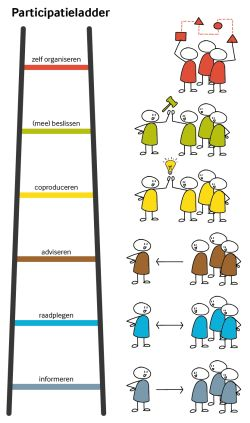 Participatieladder
zelf organiseren
(mee) beslissen
coproduceren
adviseren
raadplegen
informeren